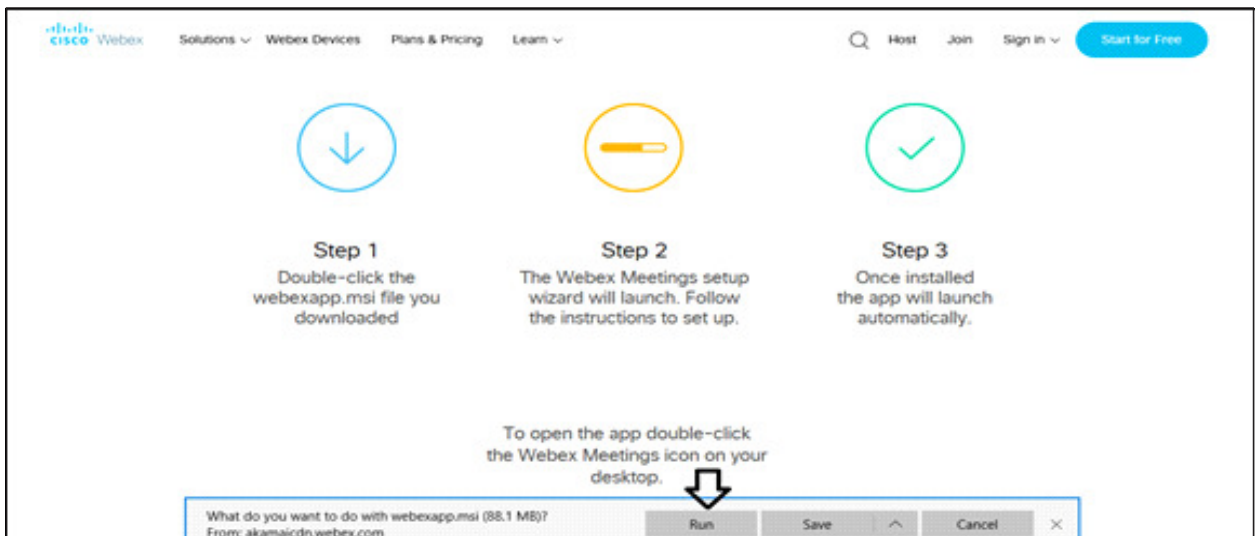 CISCO Webex Solutions Webex Devices Plans & Pricing Learn Host Join Sign in Start for Free
Step 1
Double-click the
webexapp.msi file you
downloaded
Step 2
The Webex Meetings setup
wizard will launch. Follow
the instructions to set up.
Step 3
Once installed
the app will launch
automatically.
To open the app double-click
the Webex Meetings icon on your
desktop.
What do you want to do with webexapp.msi (88.1 MB)?
From: akamaicdn.webex.com
Run Save Cancel